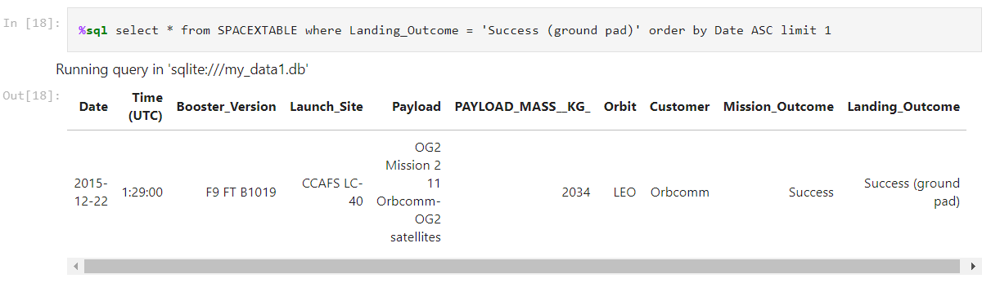 In [18]:
%sql select * from SPACEXTABLE where Landing_Outcome = 'Success (ground pad)' order by Date ASC limit 1
Running query in 'sqlite:///my_data1.db'
Out[18]:
Date Time (UTC) Booster_Version Launch_Site Payload PAYLOAD_MASS__KG_ Orbit Customer Mission_Outcome Landing_Outcome
2015-12-22 1:29:00 F9 FT B1019 CCAFS LC-40 OG2 Mission 2 11 Orbcomm-OG2 satellites 2034 LEO Orbcomm Success Success (ground pad)